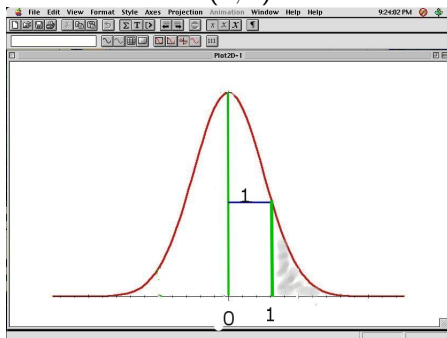 File Edit View Format Style Axes Projection Animation Window Help Help 9:24:02 PM
Plot2D-1
1
0 1